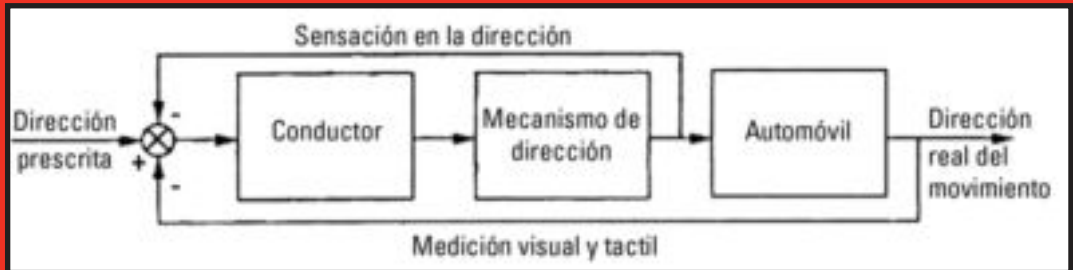 Sensación en la dirección
Dirección
prescrita
+
-
-
Conductor
Mecanismo de
dirección
Automóvil
Dirección
real del
movimiento
Medición visual y tactil